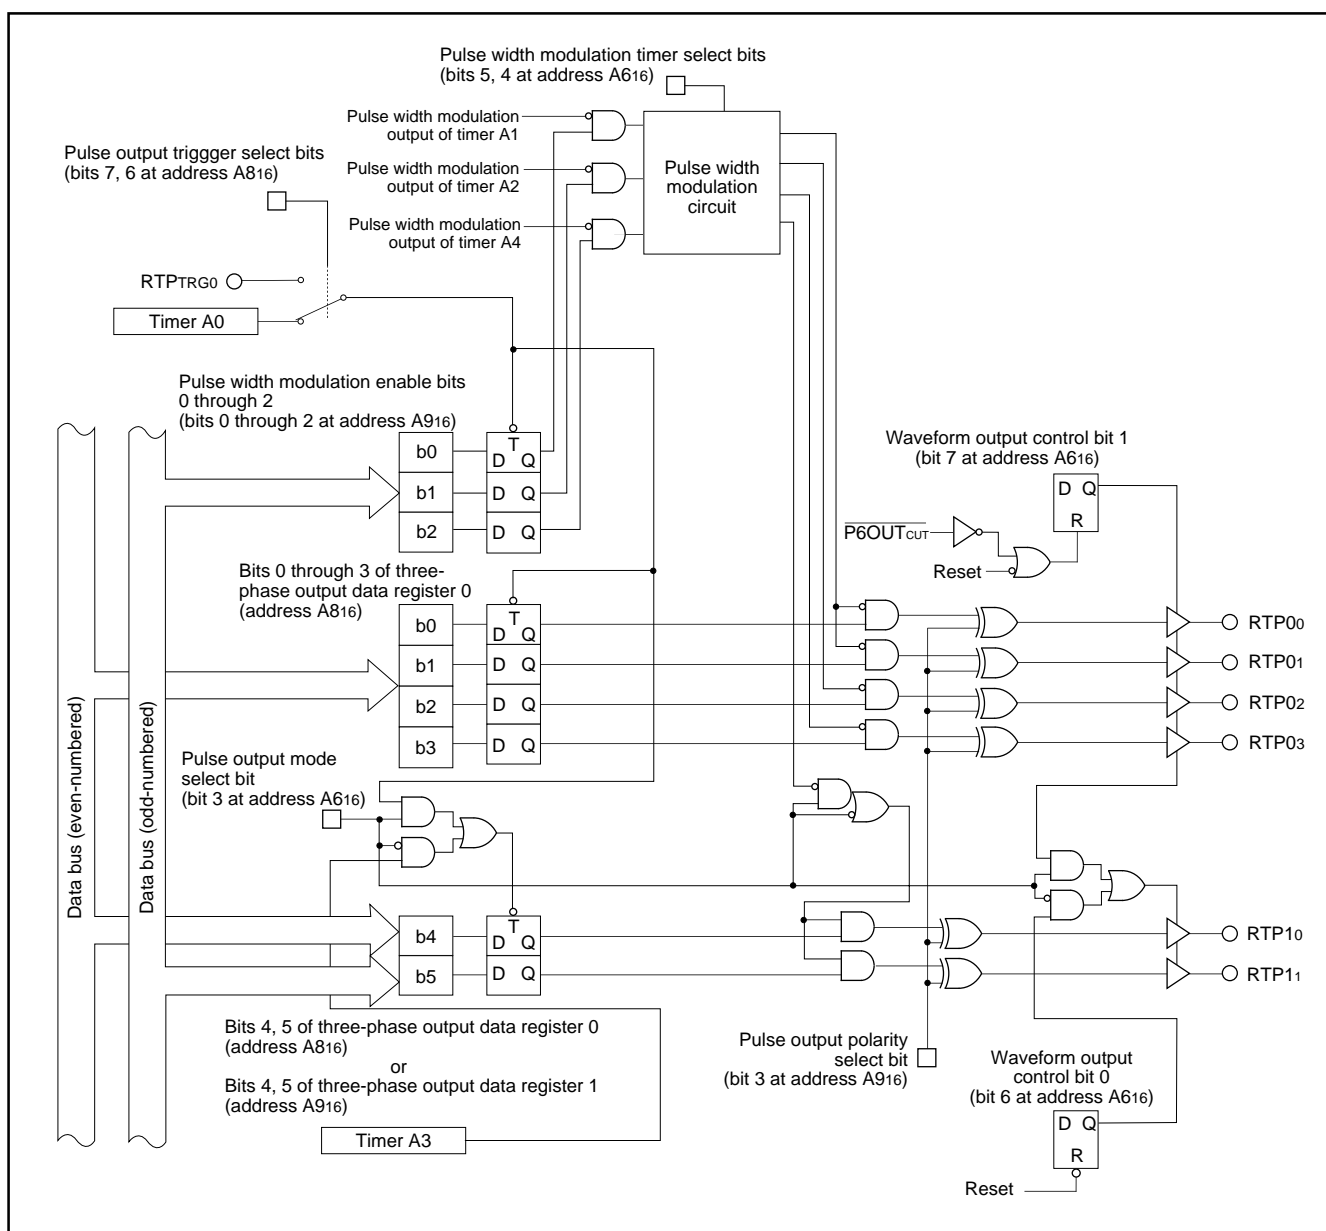 Pulse width modulation timer select bits
(bits 5, 4 at address A616)
Pulse width modulation
output of timer A1
Pulse output triggger select bits
(bits 7, 6 at address A816)
Pulse width modulation
output of timer A2
Pulse width modulation
circuit
Pulse width modulation
output of timer A4
RTPTRG0
Timer A0
Pulse width modulation enable bits
0 through 2
(bits 0 through 2 at address A916)
b0
D T Q
b1
D Q
b2
D Q
Waveform output control bit 1
(bit 7 at address A616)
D Q
R
P6OUTCUT
Reset
Bits 0 through 3 of three-
phase output data register 0
(address A816)
b0
D T Q
b1
D Q
b2
D Q
b3
D Q
RTP00
RTP01
RTP02
RTP03
Data bus (even-numbered)
Data bus (odd-numbered)
Pulse output mode
select bit
(bit 3 at address A616)
b4
D T Q
b5
D Q
RTP10
RTP11
Bits 4, 5 of three-phase output data register 0
(address A816)
or
Bits 4, 5 of three-phase output data register 1
(address A916)
Timer A3
Pulse output polarity
select bit
(bit 3 at address A916)
Waveform output
control bit 0
(bit 6 at address A616)
D Q
R
Reset